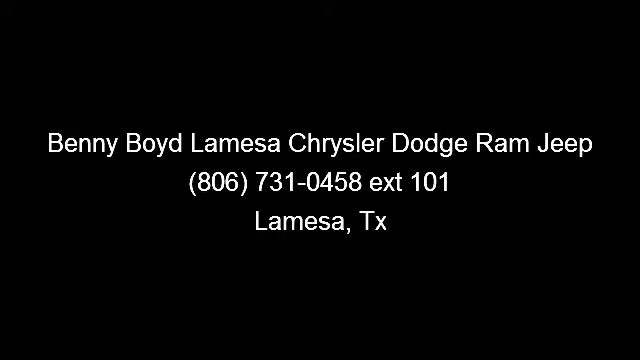 Benny Boyd Lamesa Chrysler Dodge Ram Jeep
(806) 731-0458 ext 101
Lamesa, Tx